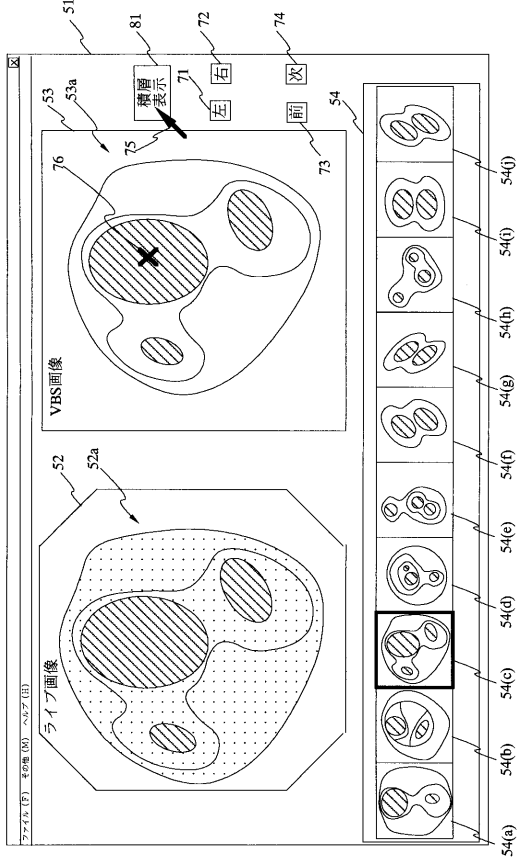 ファイル (F) その他 (M) ヘルプ (H)
X
51
ライブ画像
52
52a
VBS画像
53
53a
76
75
積層
表示
81
左
71
右
72
前
73
次
74
54
54(a)
54(b)
54(c)
54(d)
54(e)
54(f)
54(g)
54(h)
54(i)
54(j)